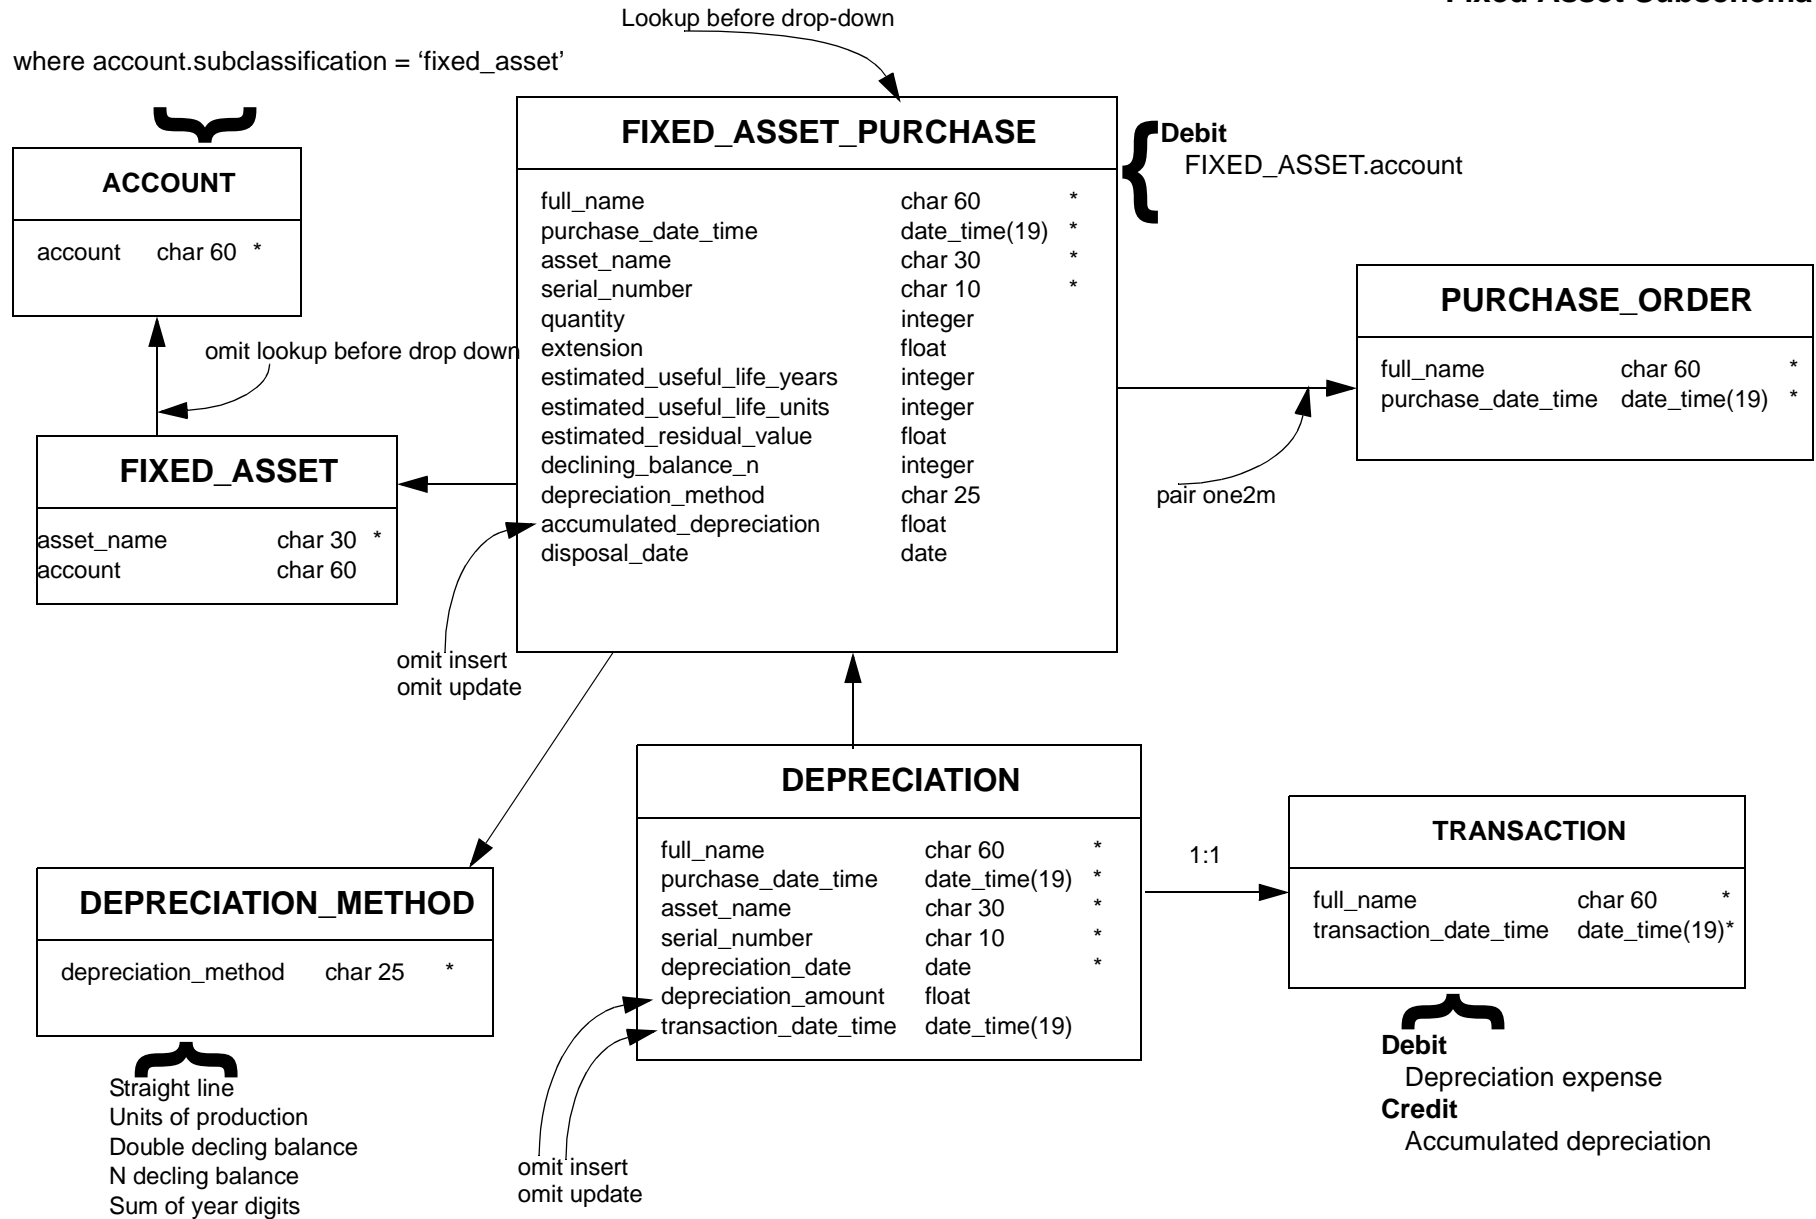 Fixed Asset Subschema
Lookup before drop-down
where account.subclassification = ‘fixed_asset’
ACCOUNT
account char 60 *
omit lookup before drop down
FIXED_ASSET
asset_name char 30 *
account char 60
FIXED_ASSET_PURCHASE
full_name char 60 *
purchase_date_time date_time(19) *
asset_name char 30 *
serial_number char 10 *
quantity integer
extension float
estimated_useful_life_years integer
estimated_useful_life_units integer
estimated_residual_value float
declining_balance_n integer
depreciation_method char 25
accumulated_depreciation float
disposal_date date
Debit
FIXED_ASSET.account
PURCHASE_ORDER
full_name char 60 *
purchase_date_time date_time(19) *
pair one2m
omit insert
omit update
DEPRECIATION_METHOD
depreciation_method char 25 *
Straight line
Units of production
Double decling balance
N decling balance
Sum of year digits
DEPRECIATION
full_name char 60 *
purchase_date_time date_time(19) *
asset_name char 30 *
serial_number char 10 *
depreciation_date date *
depreciation_amount float
transaction_date_time date_time(19)
omit insert
omit update
1:1
TRANSACTION
full_name char 60 *
transaction_date_time date_time(19)*
Debit
Depreciation expense
Credit
Accumulated depreciation